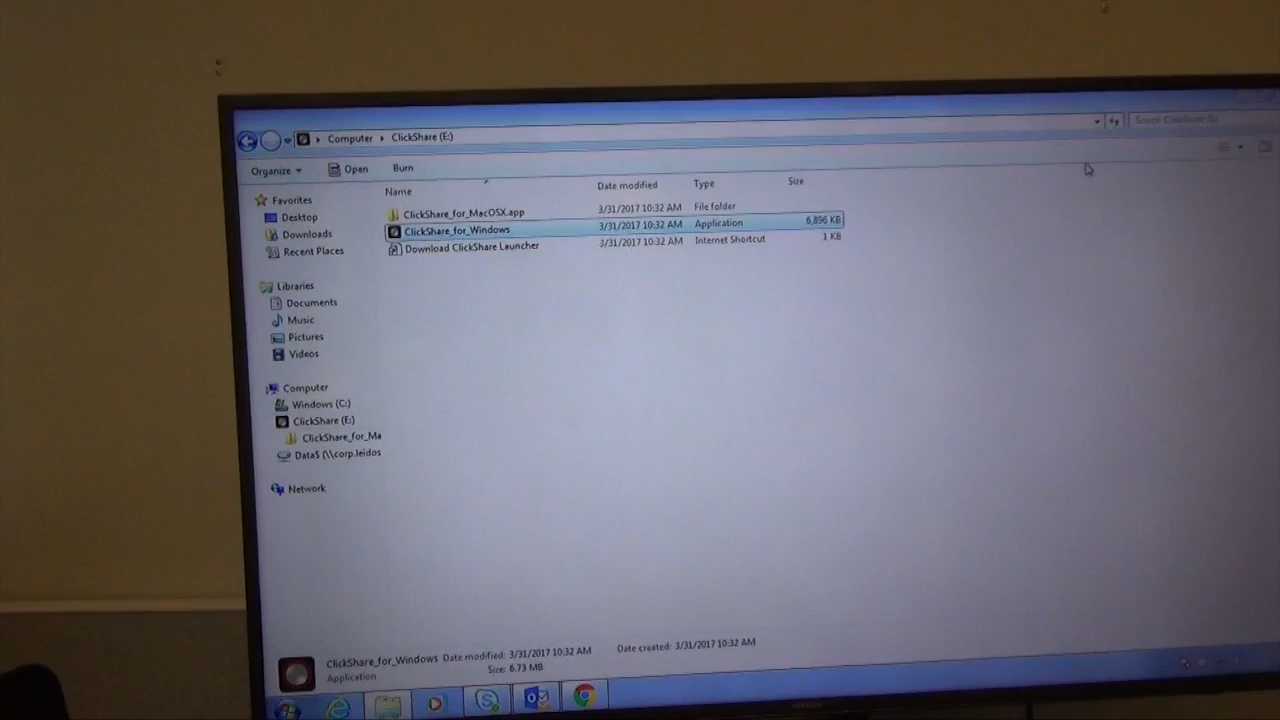 Computer ClickShare (E:)
Organize Open Burn
Name Date modified Type Size
ClickShare_for_MacOSX.app 3/31/2017 10:32 AM File folder
ClickShare_for_Windows 3/31/2017 10:32 AM Application 6,896 KB
Download ClickShare Launcher 3/31/2017 10:32 AM Internet Shortcut 1 KB
Favorites
Desktop
Downloads
Recent Places
Libraries
Documents
Music
Pictures
Videos
Computer
Windows (C:)
ClickShare (E:)
ClickShare_for_Ma
Data$ (\\corp.leidos
Network
ClickShare_for_Windows Date modified: 3/31/2017 10:32 AM Date created: 3/31/2017 10:32 AM
Application Size: 6.73 MB